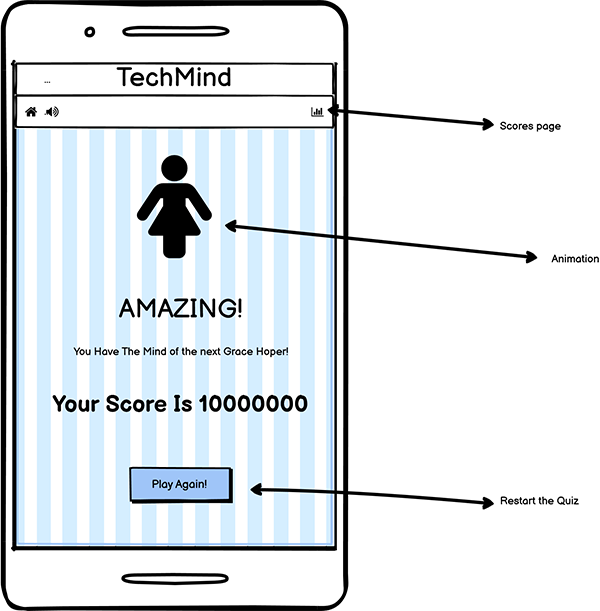 TechMind
...
Scores page
Animation
AMAZING!
You Have The Mind of the next Grace Hoper!
Your Score Is 10000000
Play Again!
Restart the Quiz